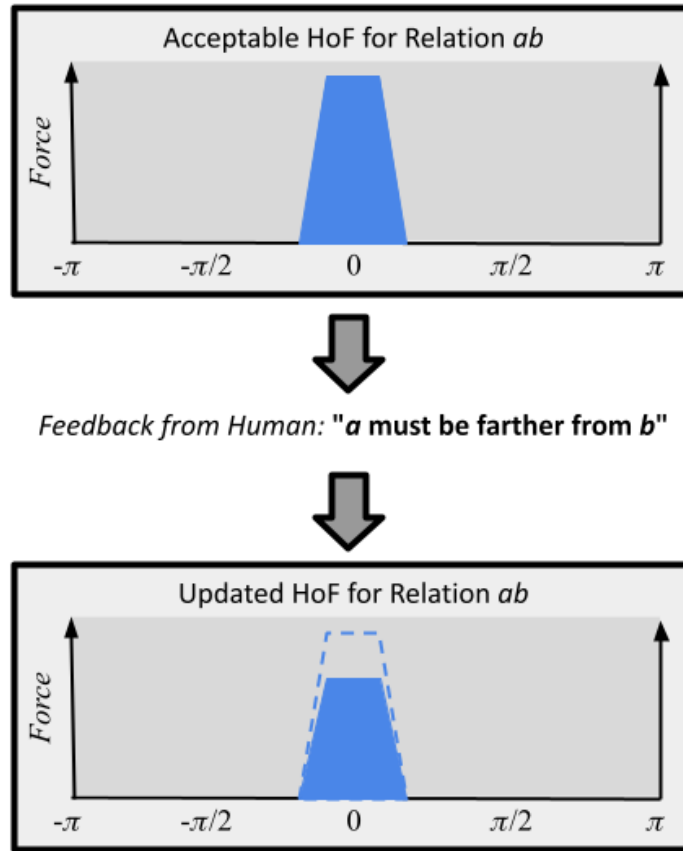 Acceptable HoF for Relation ab
Force
-π -π/2 0 π/2 π
Feedback from Human: "a must be farther from b"
Updated HoF for Relation ab
Force
-π -π/2 0 π/2 π